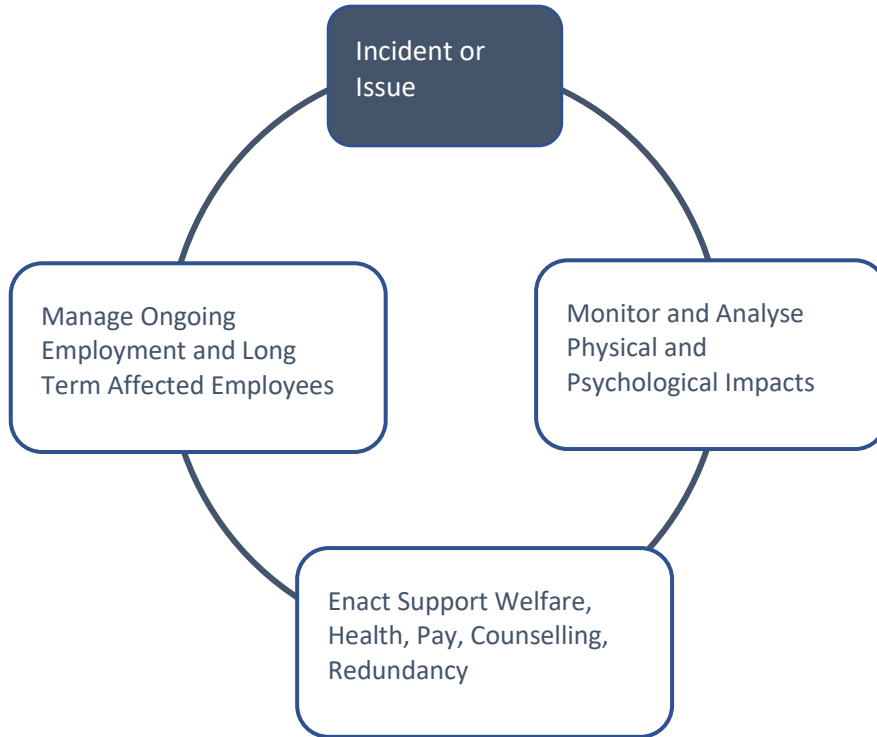 Incident or
Issue
Monitor and Analyse
Physical and
Psychological Impacts
Enact Support Welfare,
Health, Pay, Counselling,
Redundancy
Manage Ongoing
Employment and Long
Term Affected Employees